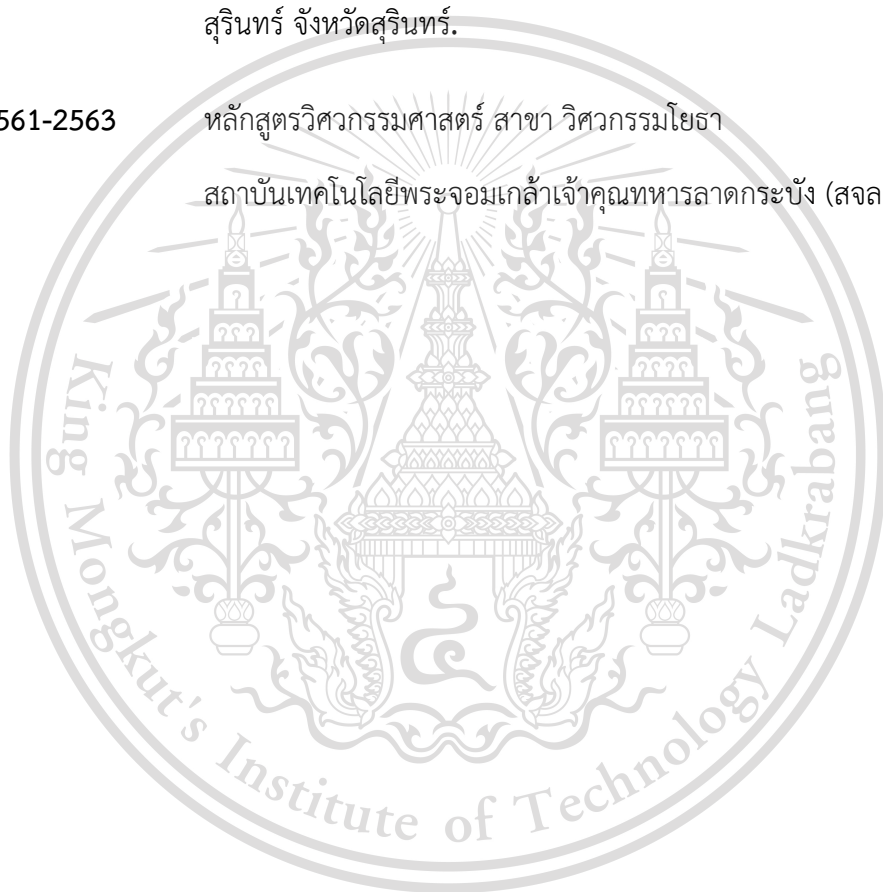 สุรินทร์ จังหวัดสุรินทร์.
561-2563 หลักสูตรวิศวกรรมศาสตร์ สาขา วิศวกรรมโยธา
สถาบันเทคโนโลยีพระจอมเกล้าเจ้าคุณทหารลาดกระบัง (สจล
King Mongkut's Institute of Technology Ladkrabang